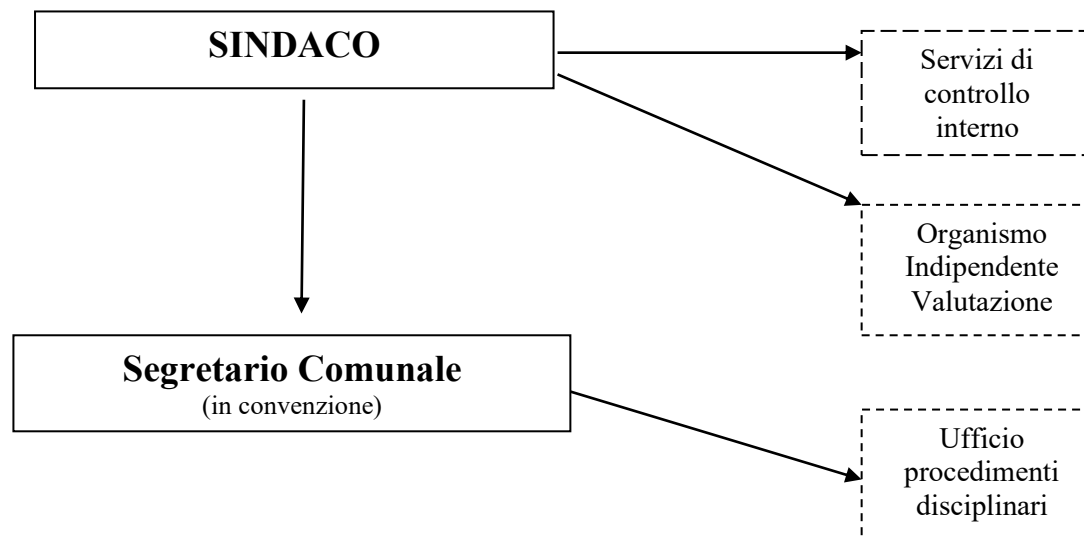 SINDACO
Servizi di
controllo
interno
Organismo
Indipendente
Valutazione
Segretario Comunale
(in convenzione)
Ufficio
procedimenti
disciplinari